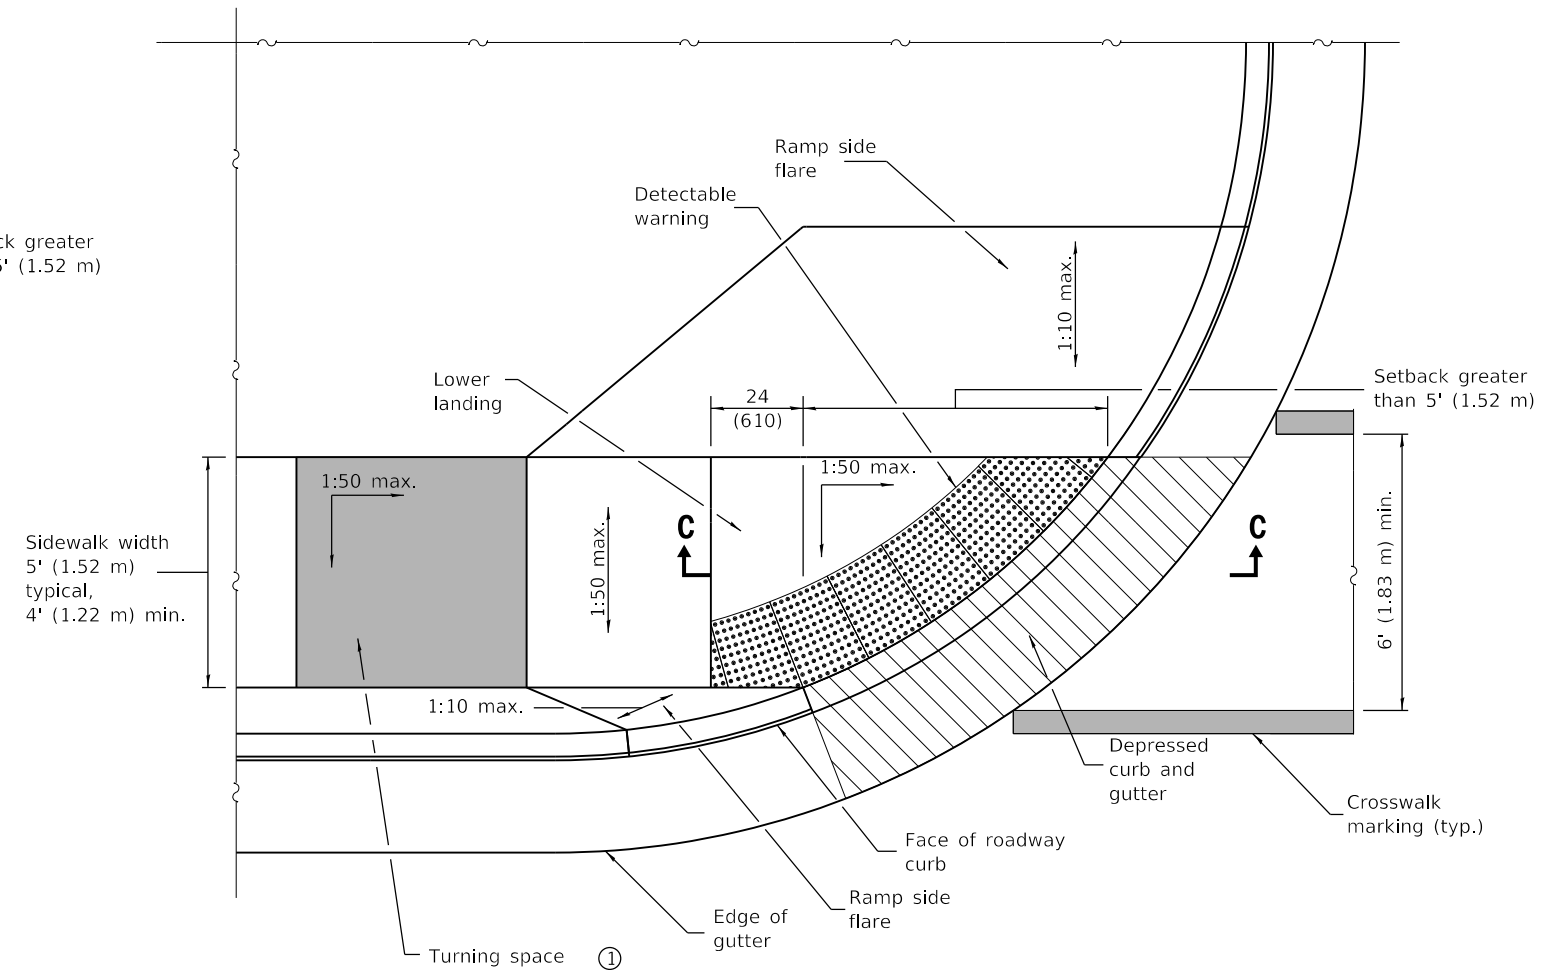 Ramp side
flare
Detectable
warning
ck greater
5' (1.52 m)
1:10 max.
Lower
landing
24
(610)
Setback greater
than 5' (1.52 m)
1:50 max.
1:50 max.
Sidewalk width
5' (1.52 m)
typical,
4' (1.22 m) min.
1:50 max.
C
C
6' (1.83 m) min.
1:10 max.
Depressed
curb and
gutter
Crosswalk
marking (typ.)
Face of roadway
curb
Ramp side
flare
Edge of
gutter
Turning space ①